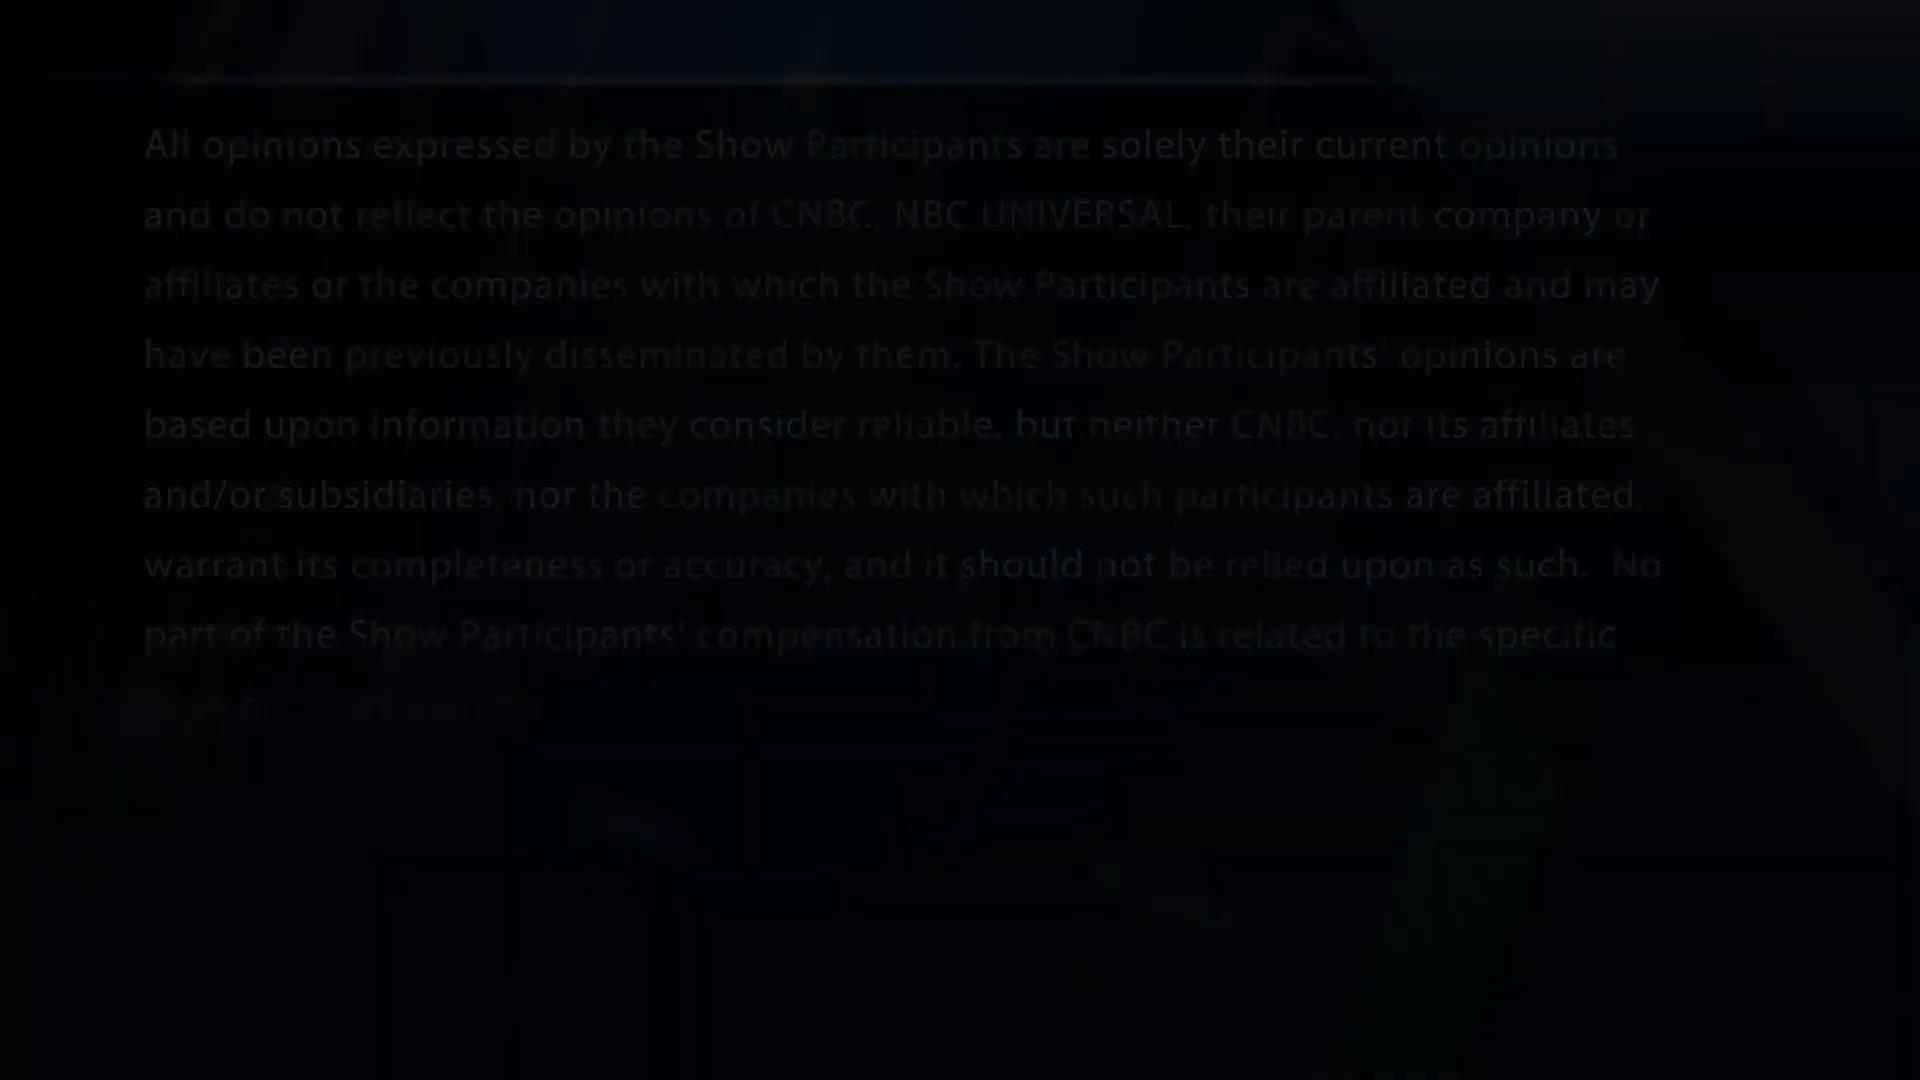 All opinions expressed by the Show Participants are solely their current opinions
and do not reflect the opinions of CNBC, NBC UNIVERSAL, their parent company or
affiliates or the companies with which the Show Participants are affiliated and may
have been previously disseminated by them. The Show Participants' opinions are
based upon information they consider reliable, but neither CNBC, nor its affiliates
and/or subsidiaries, nor the companies with which such participants are affiliated,
warrant its completeness or accuracy, and it should not be relied upon as such. No
part of the Show Participants' compensation from CNBC is related to the specific